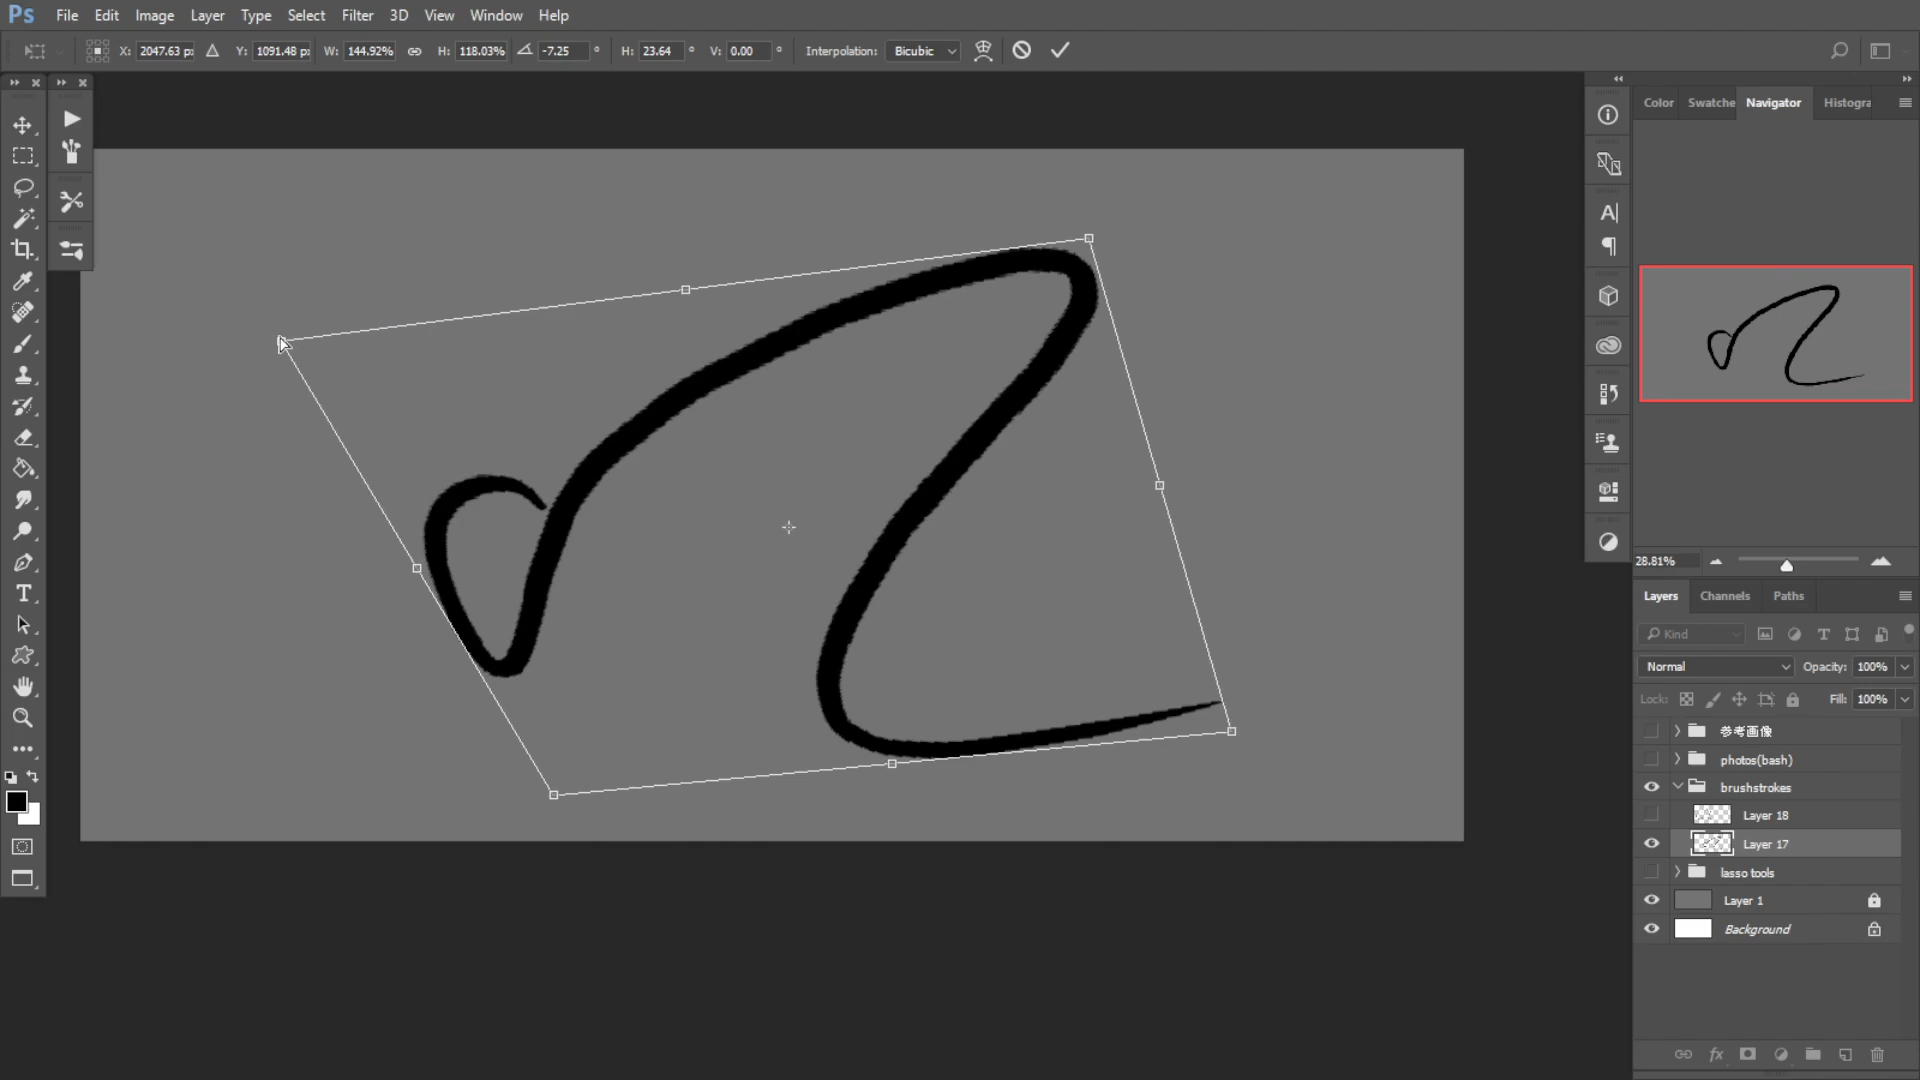 Ps File Edit Image Layer Type Select Filter 3D View Window Help
X: 2047.63 px Y: 1091.48 px W: 144.92% H: 118.03% -7.25 ° H: 23.64 ° V: 0.00 ° Interpolation: Bicubic
Color Swatche Navigator Histogra
28.81%
Layers Channels Paths
Kind
Normal Opacity: 100%
Lock: Fill: 100%
参考画像
photos(bash)
brushstrokes
Layer 18
Layer 17
lasso tools
Layer 1
Background